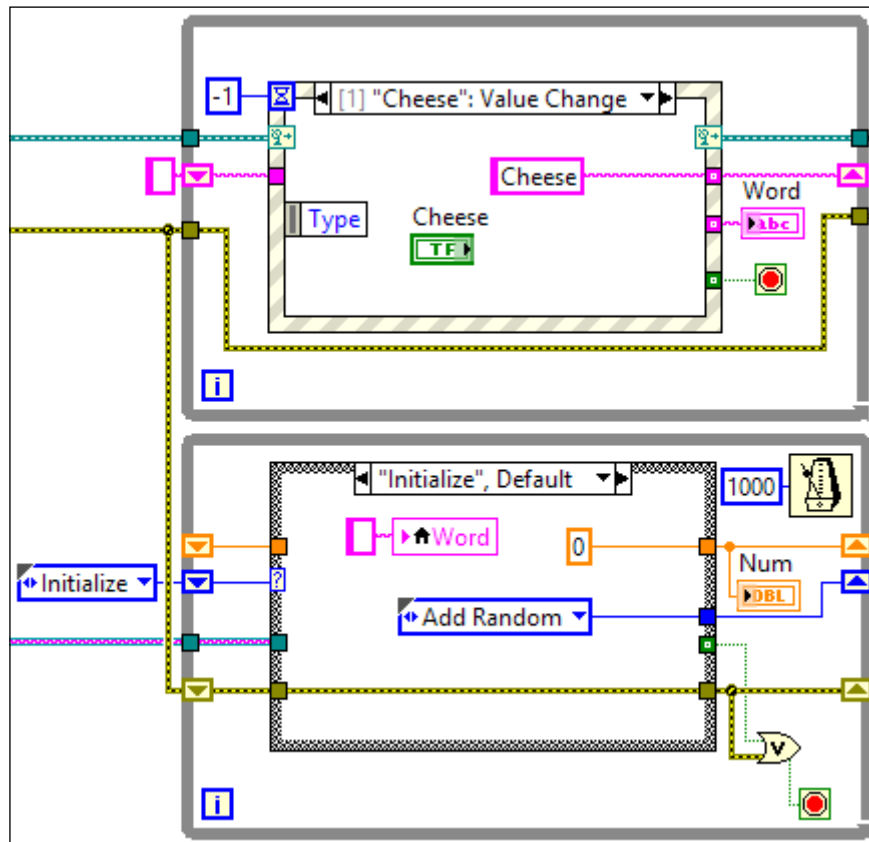 -1
[1] "Cheese": Value Change
Cheese
Word
abc
Type
Cheese
TF
i
"Initialize", Default
1000
Word
0
Initialize
?
Num
DBL
Add Random
V
i